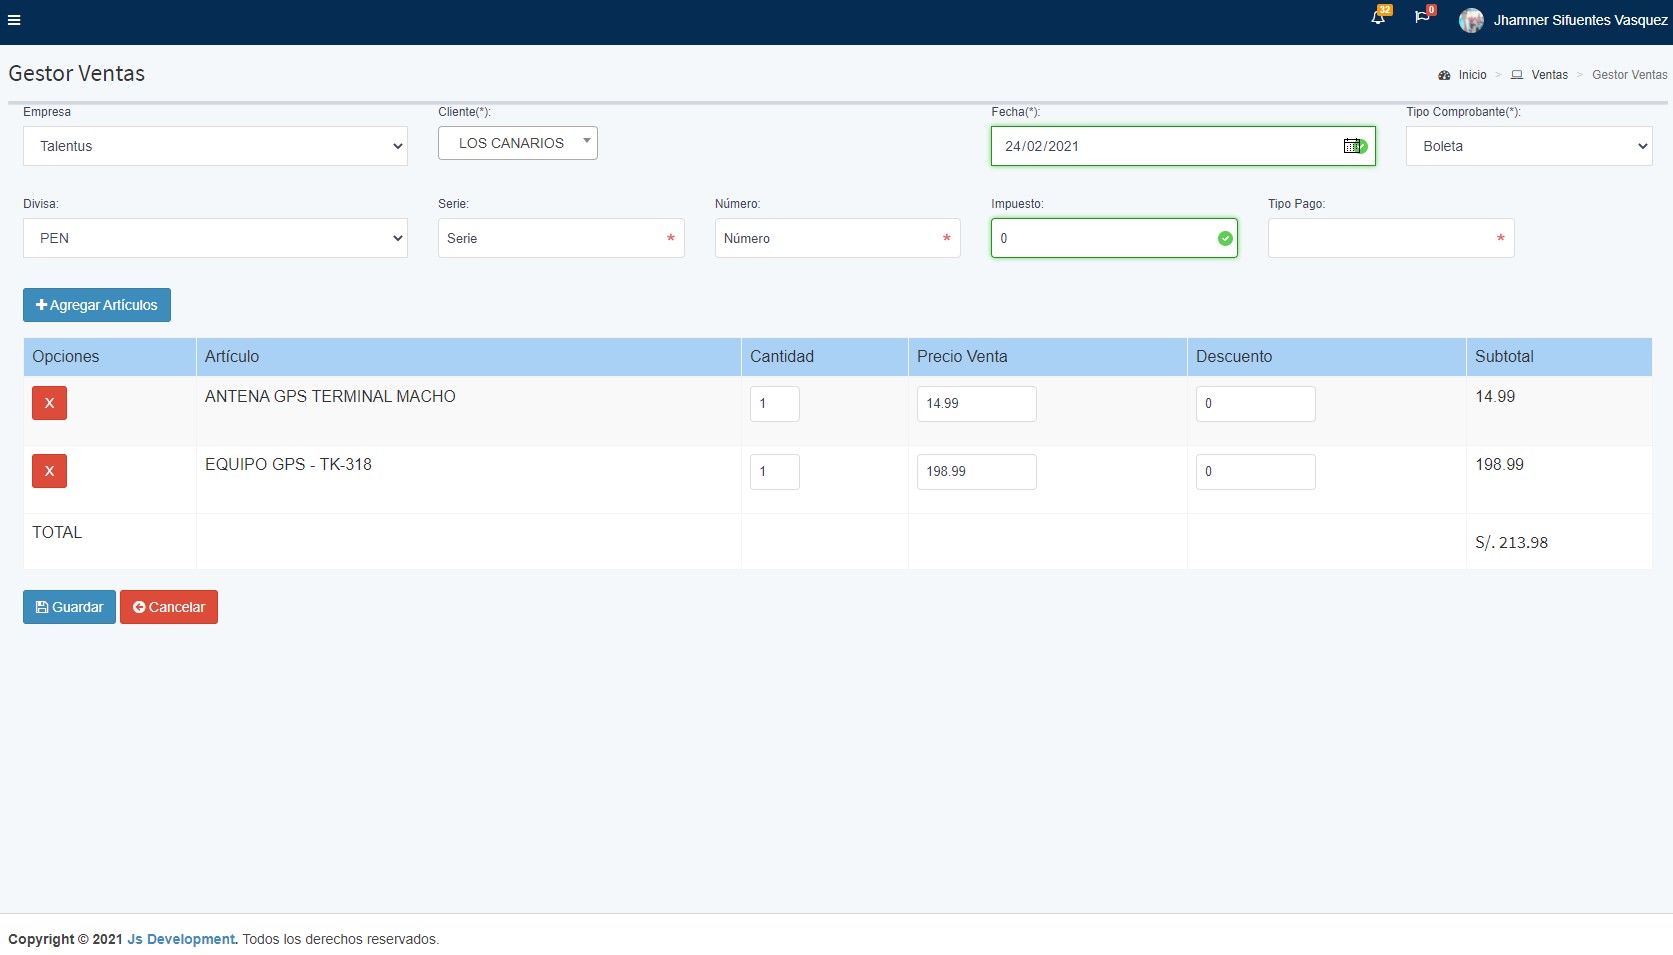 32
0
Jhamner Sifuentes Vasquez
Gestor Ventas
Inicio > Ventas > Gestor Ventas
Empresa
Cliente(*):
Fecha(*):
Tipo Comprobante(*):
Talentus
LOS CANARIOS
24/02/2021
Boleta
Divisa:
Serie:
Número:
Impuesto:
Tipo Pago:
PEN
Serie *
Número *
0
*
+ Agregar Artículos
Opciones Artículo Cantidad Precio Venta Descuento Subtotal
X ANTENA GPS TERMINAL MACHO 1 14.99 0 14.99
X EQUIPO GPS - TK-318 1 198.99 0 198.99
TOTAL S/. 213.98
Guardar
Cancelar
Copyright © 2021 Js Development. Todos los derechos reservados.